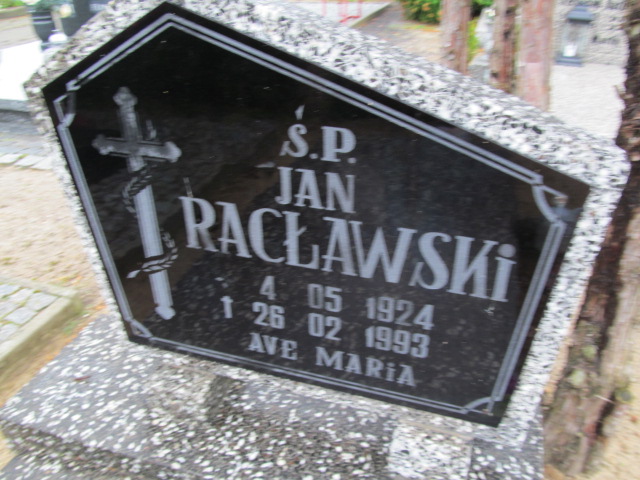 Ś.P.
JAN
RACŁAWSKi
4 05 1924
† 26 02 1993
AVE MARiA